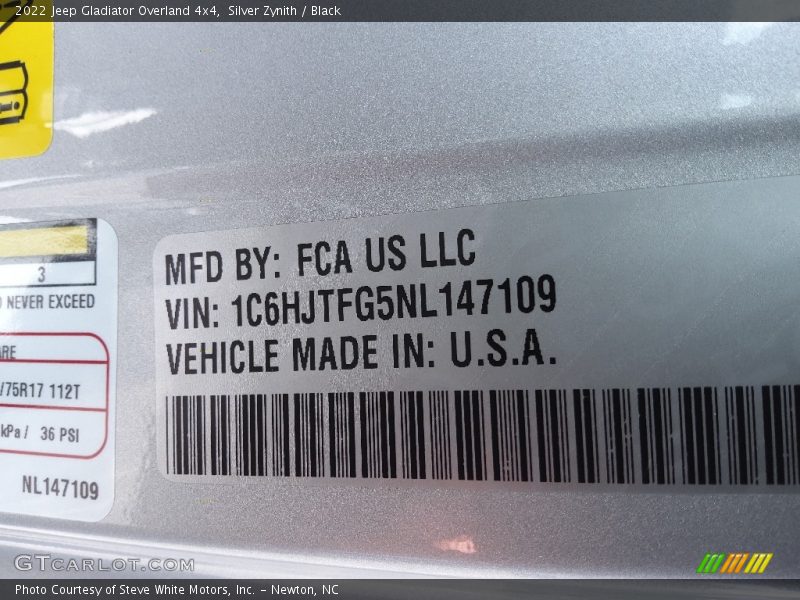 2022 Jeep Gladiator Overland 4x4, Silver Zynith / Black
MFD BY: FCA US LLC
VIN: 1C6HJTFG5NL147109
VEHICLE MADE IN: U.S.A.
3
NEVER EXCEED
/75R17 112T
kPa / 36 PSI
NL147109
GTCARLOT.COM
Photo Courtesy of Steve White Motors, Inc. – Newton, NC